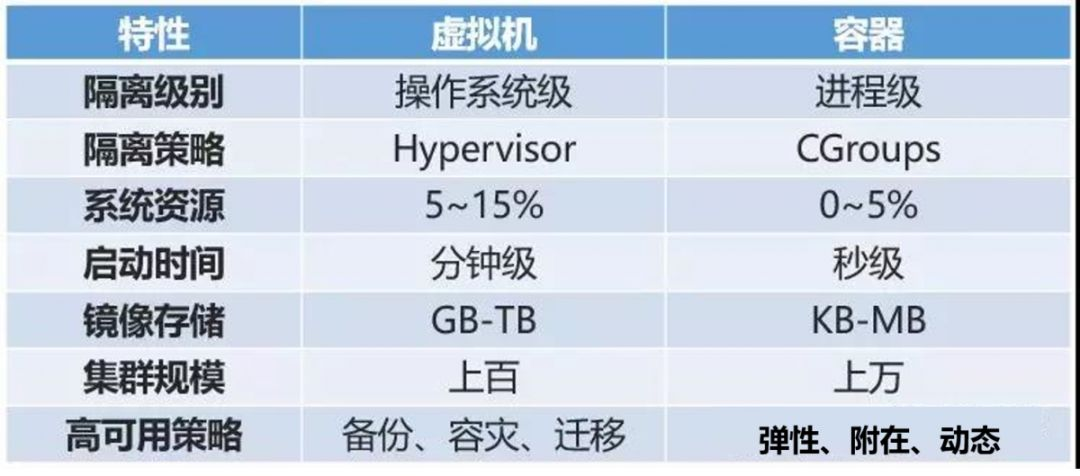 特性 虚拟机 容器
隔离级别 操作系统级 进程级
隔离策略 Hypervisor CGroups
系统资源 5~15% 0~5%
启动时间 分钟级 秒级
镜像存储 GB-TB KB-MB
集群规模 上百 上万
高可用策略 备份、容灾、迁移 弹性、附在、动态